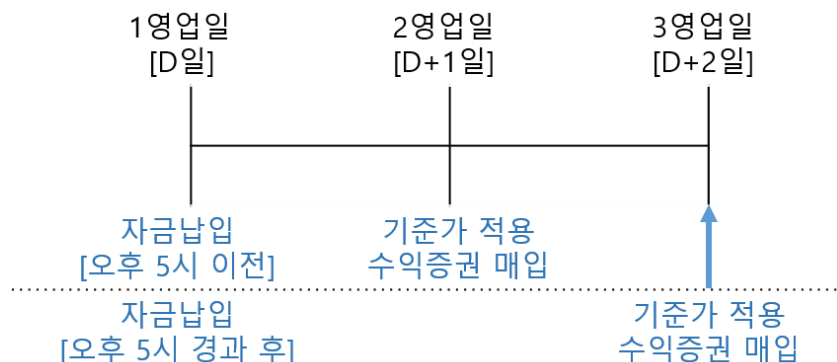 1영업일
[D일]
2영업일
[D+1일]
3영업일
[D+2일]
자금납입
[오후 5시 이전]
기준가 적용
수익증권 매입
자금납입
[오후 5시 경과 후]
기준가 적용
수익증권 매입